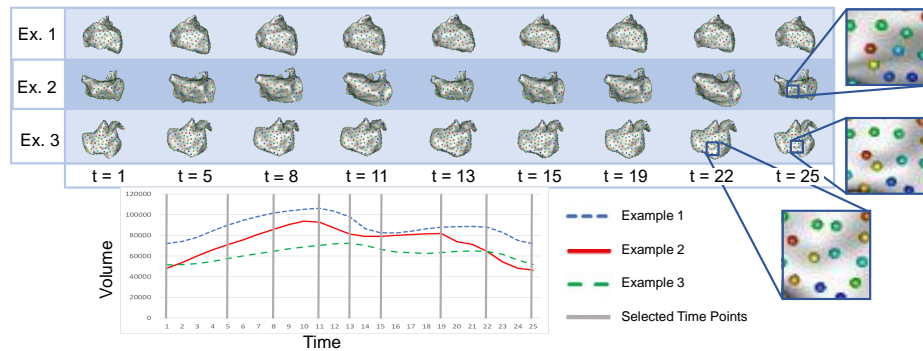 Ex. 1
Ex. 2
Ex. 3
t = 1 t = 5 t = 8 t = 11 t = 13 t = 15 t = 19 t = 22 t = 25
120000
100000
80000
60000
40000
20000
0
Volume
1 2 3 4 5 6 7 8 9 10 11 12 13 14 15 16 17 18 19 20 21 22 23 24 25
Time
Example 1
Example 2
Example 3
Selected Time Points